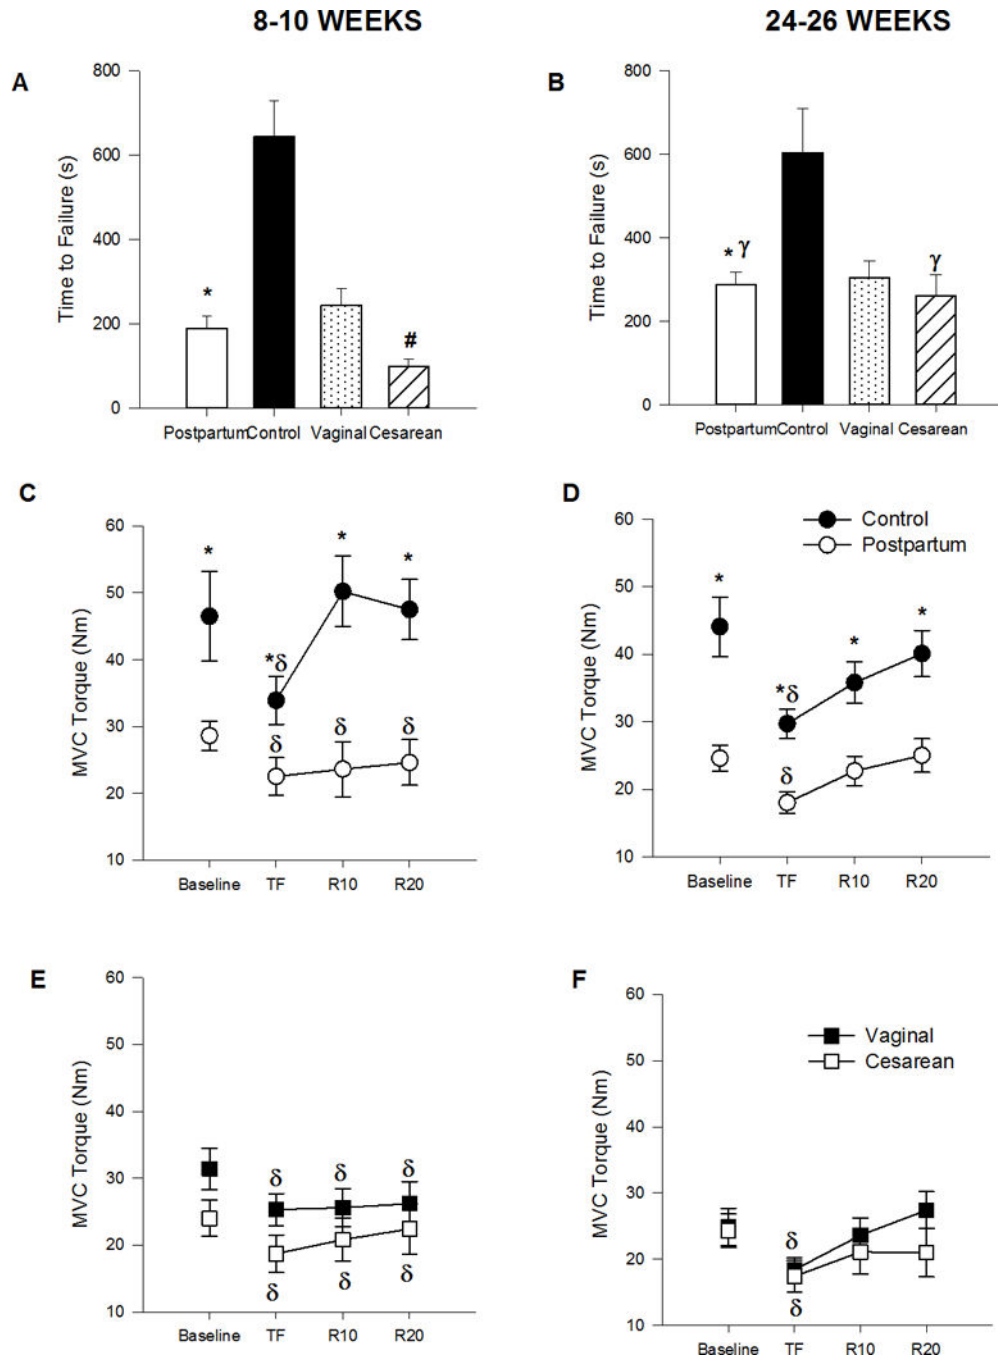 8-10 WEEKS
24-26 WEEKS
A
800
600
400
200
0
Time to Failure (s)
*
#
Postpartum Control Vaginal Cesarean
B
800
600
400
200
0
Time to Failure (s)
* γ
γ
Postpartum Control Vaginal Cesarean
C
60
50
40
30
20
10
MVC Torque (Nm)
* * *
*δ
δ δ δ
Baseline TF R10 R20
D
60
50
40
30
20
10
MVC Torque (Nm)
Control
Postpartum
* * *
*δ
δ
Baseline TF R10 R20
E
60
50
40
30
20
10
MVC Torque (Nm)
δ δ δ
δ δ δ
Baseline TF R10 R20
F
60
50
40
30
20
10
MVC Torque (Nm)
Vaginal
Cesarean
δ
δ
Baseline TF R10 R20